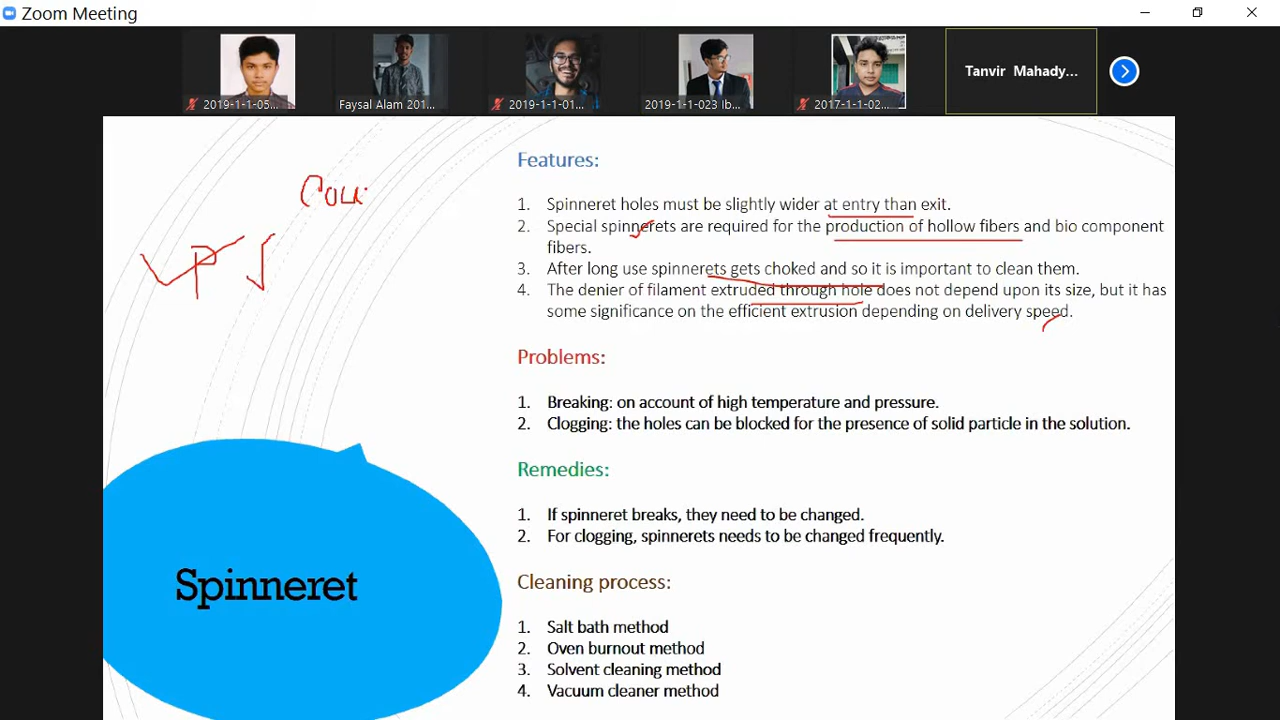 Zoom Meeting
2019-1-1-05...
Faysal Alam 201...
2019-1-1-01...
2019-1-1-023 Ib...
2017-1-1-02...
Tanvir Mahady...
Features:
1. Spinneret holes must be slightly wider at entry than exit.
2. Special spinnerets are required for the production of hollow fibers and bio component
fibers.
3. After long use spinnerets gets choked and so it is important to clean them.
4. The denier of filament extruded through hole does not depend upon its size, but it has
some significance on the efficient extrusion depending on delivery speed.
Cou
P
Problems:
1. Breaking: on account of high temperature and pressure.
2. Clogging: the holes can be blocked for the presence of solid particle in the solution.
Remedies:
1. If spinneret breaks, they need to be changed.
2. For clogging, spinnerets needs to be changed frequently.
Spinneret
Cleaning process:
1. Salt bath method
2. Oven burnout method
3. Solvent cleaning method
4. Vacuum cleaner method